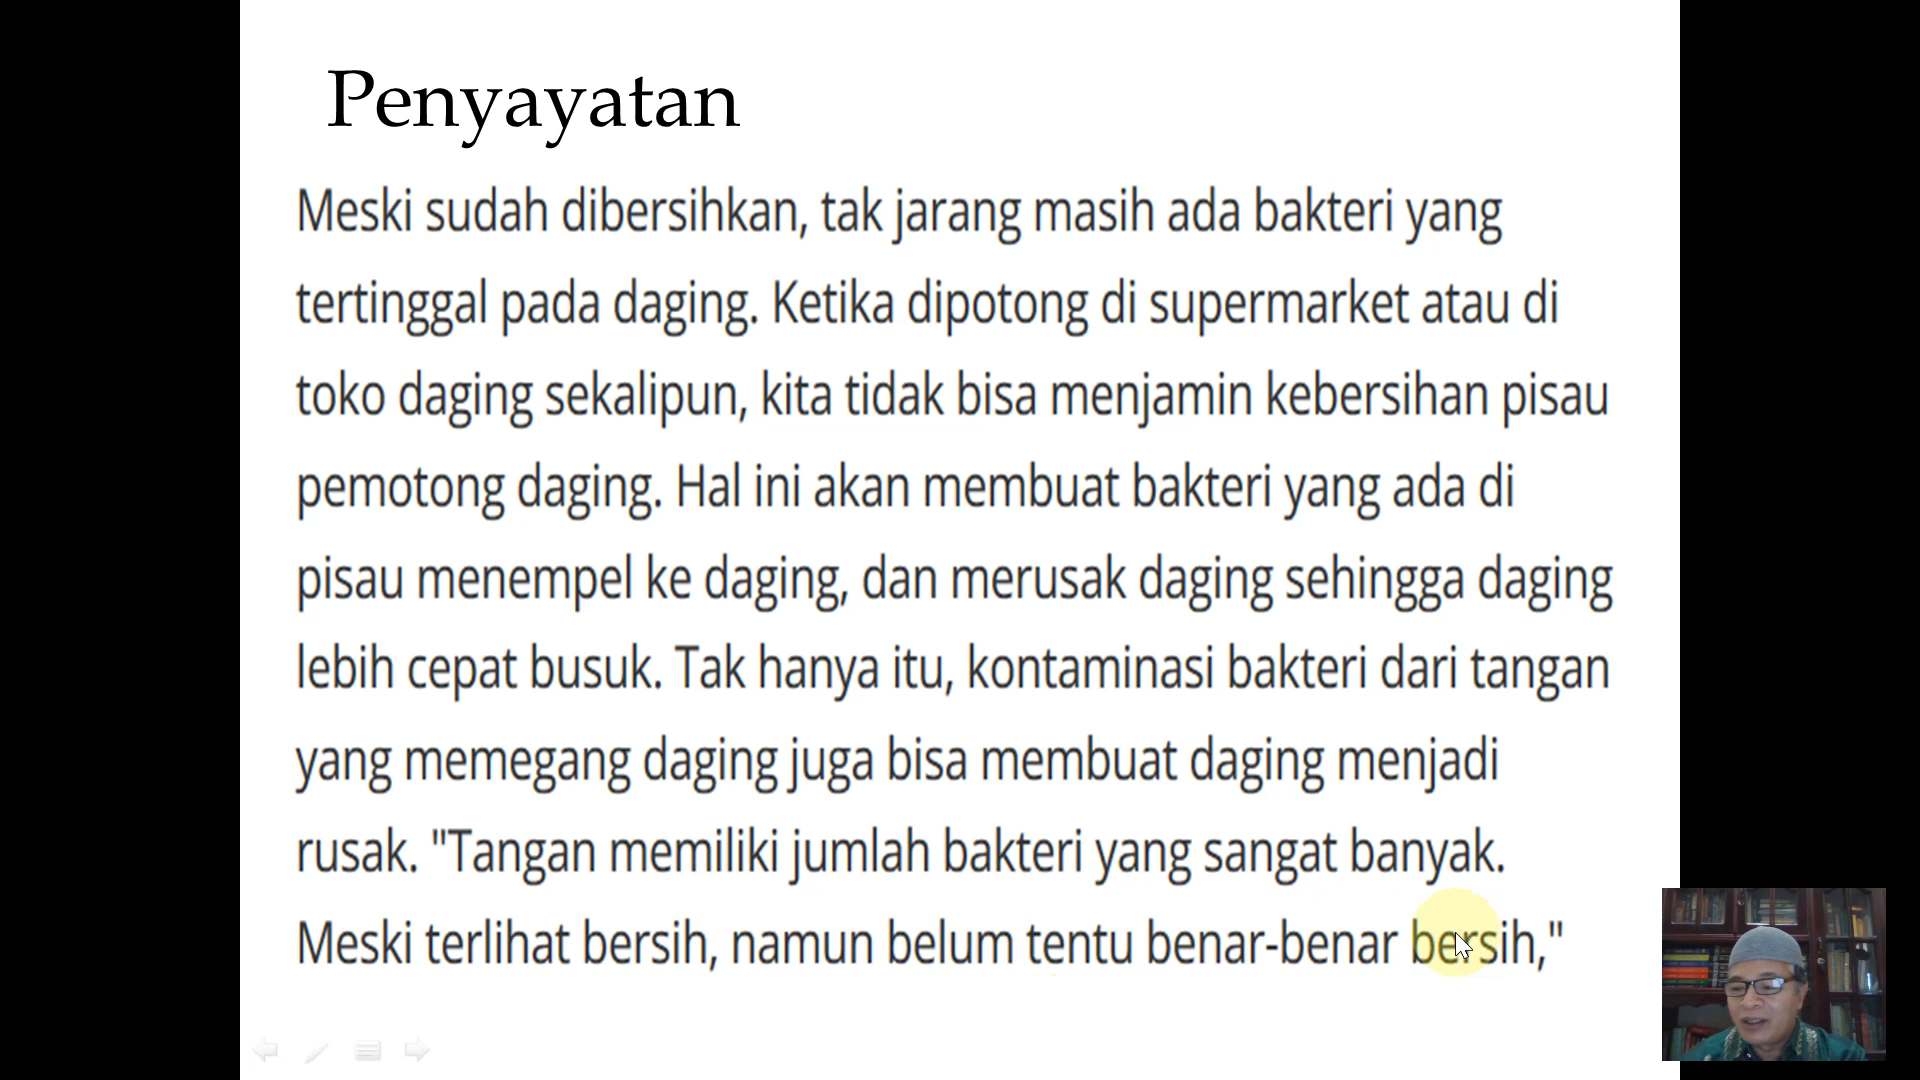 Penyayatan
Meski sudah dibersihkan, tak jarang masih ada bakteri yang
tertinggal pada daging. Ketika dipotong di supermarket atau di
toko daging sekalipun, kita tidak bisa menjamin kebersihan pisau
pemotong daging. Hal ini akan membuat bakteri yang ada di
pisau menempel ke daging, dan merusak daging sehingga daging
lebih cepat busuk. Tak hanya itu, kontaminasi bakteri dari tangan
yang memegang daging juga bisa membuat daging menjadi
rusak. "Tangan memiliki jumlah bakteri yang sangat banyak.
Meski terlihat bersih, namun belum tentu benar-benar bersih,"